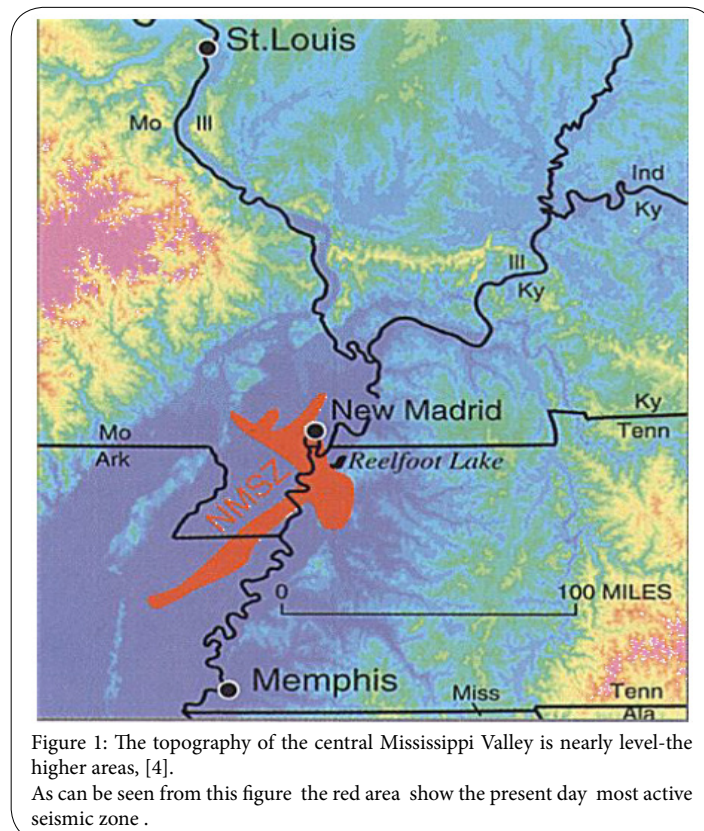 St.Louis
Mo
Ill
Ind
Ky
Ill
Ky
New Madrid
Ky
Tenn
Mo
Ark
Reelfoot Lake
NMSZ
0
100 MILES
Memphis
Miss
Tenn
Ala
Figure 1: The topography of the central Mississippi Valley is nearly level-the
higher areas, [4].
As can be seen from this figure the red area show the present day most active
seismic zone .